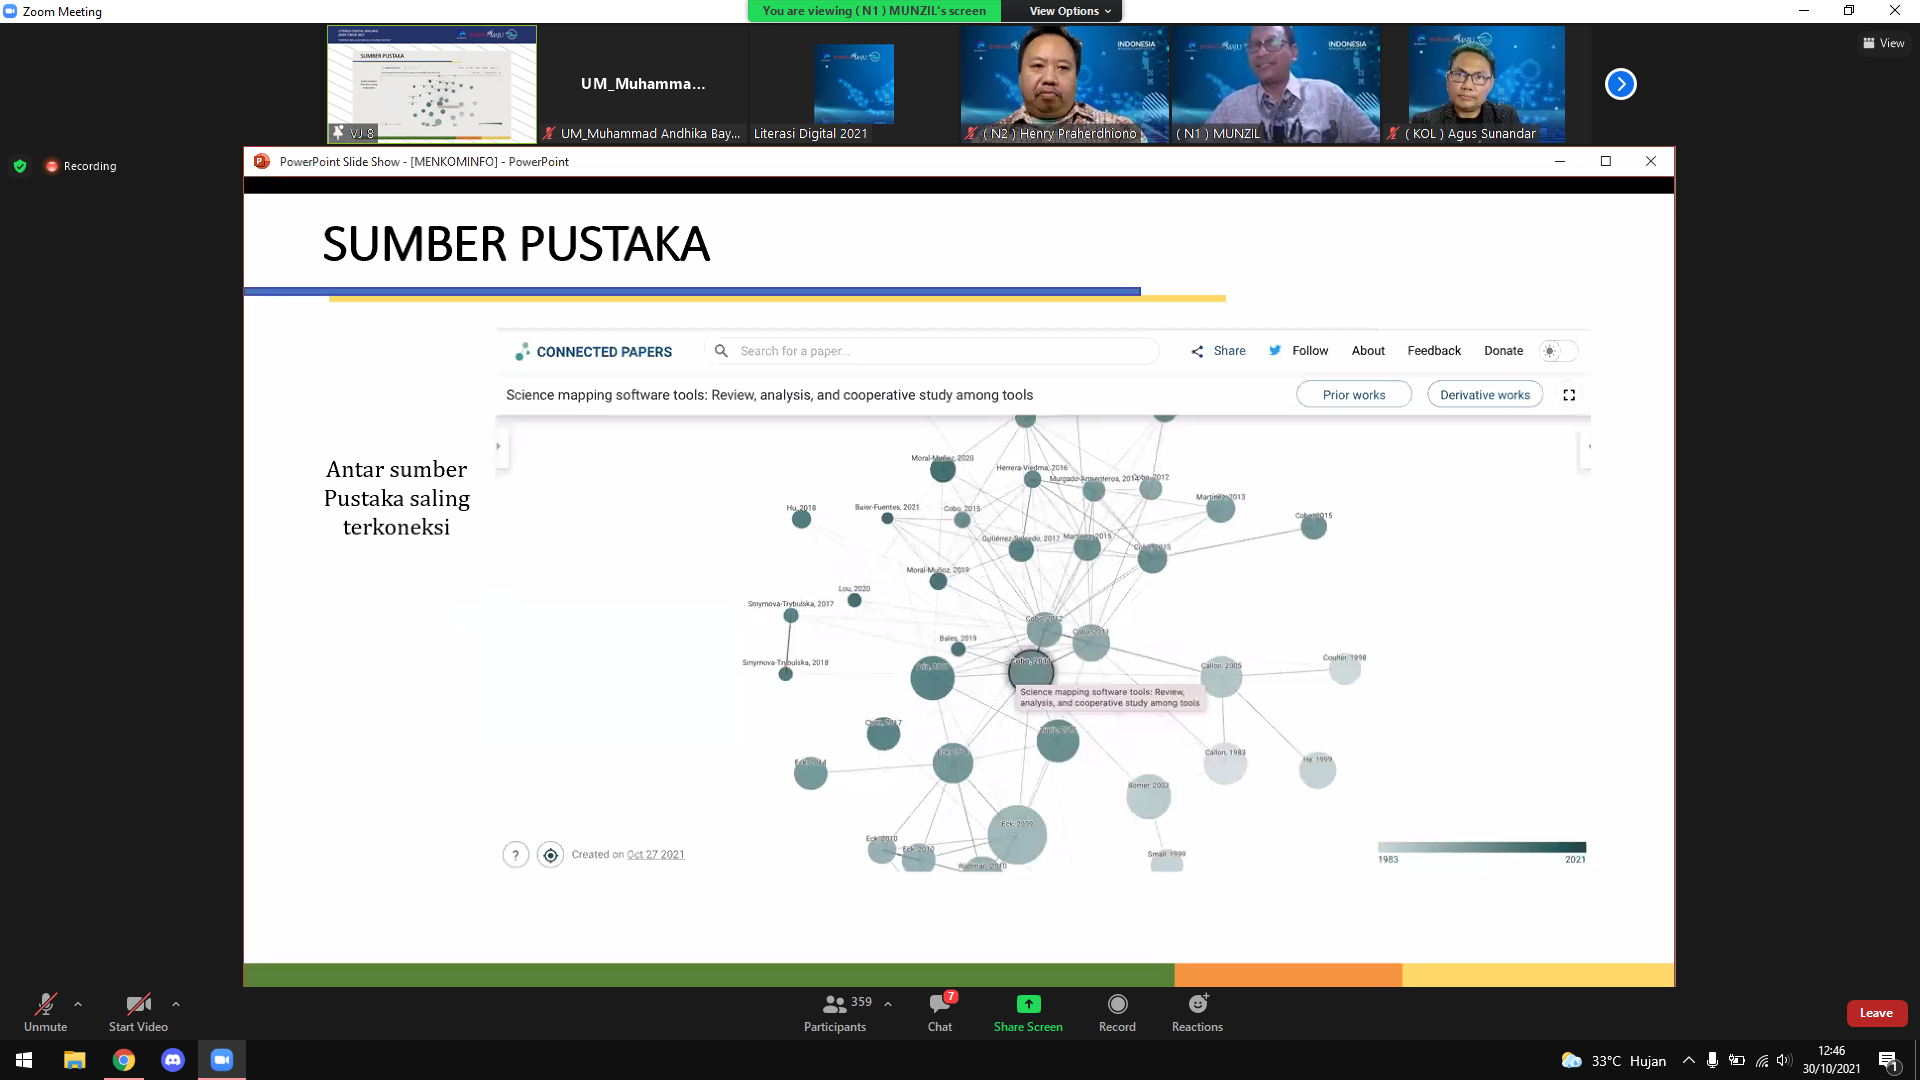 Zoom Meeting
You are viewing ( N1 ) MUNZIL's screen
View Options
View
SUMBER PUSTAKA
VJ 8
UM_Muhamma...
UM_Muhammad Andhika Bay...
Literasi Digital 2021
INDONESIA
( N2 ) Henry Praherdhiono
INDONESIA
( N1 ) MUNZIL
( KOL ) Agus Sunandar
Recording
PowerPoint Slide Show - [MENKOMINFO] - PowerPoint
SUMBER PUSTAKA
CONNECTED PAPERS
Search for a paper...
Share
Follow
About
Feedback
Donate
Science mapping software tools: Review, analysis, and cooperative study among tools
Prior works
Derivative works
Antar sumber
Pustaka saling
terkoneksi
Moral-Muñoz, 2020
Herrera-Viedma, 2016
Murgado-Armenteros, 2014
Cobo, 2012
Martínez, 2013
Hu, 2018
Baier-Fuentes, 2021
Cobo, 2015
Cobo, 2015
Gutiérrez-Salcedo, 2017
Martínez, 2015
Cobo, 2015
Moral-Muñoz, 2019
Lou, 2020
Smyrnova-Trybulska, 2017
Cobo, 2012
Cobo, 2011
Bales, 2019
Smyrnova-Trybulska, 2018
Callon, 2005
Coulter, 1998
Science mapping software tools: Review,
analysis, and cooperative study among tools
Callon, 1983
He, 1999
Eck, 2014
Börner, 2003
Eck, 2009
Eck, 2010
Eck, 2010
Waltman, 2010
Small, 1999
?
Created on Oct 27 2021
1983
2021
Unmute
Start Video
359
Participants
7
Chat
Share Screen
Record
Reactions
Leave
33°C Hujan
12:46
30/10/2021
1